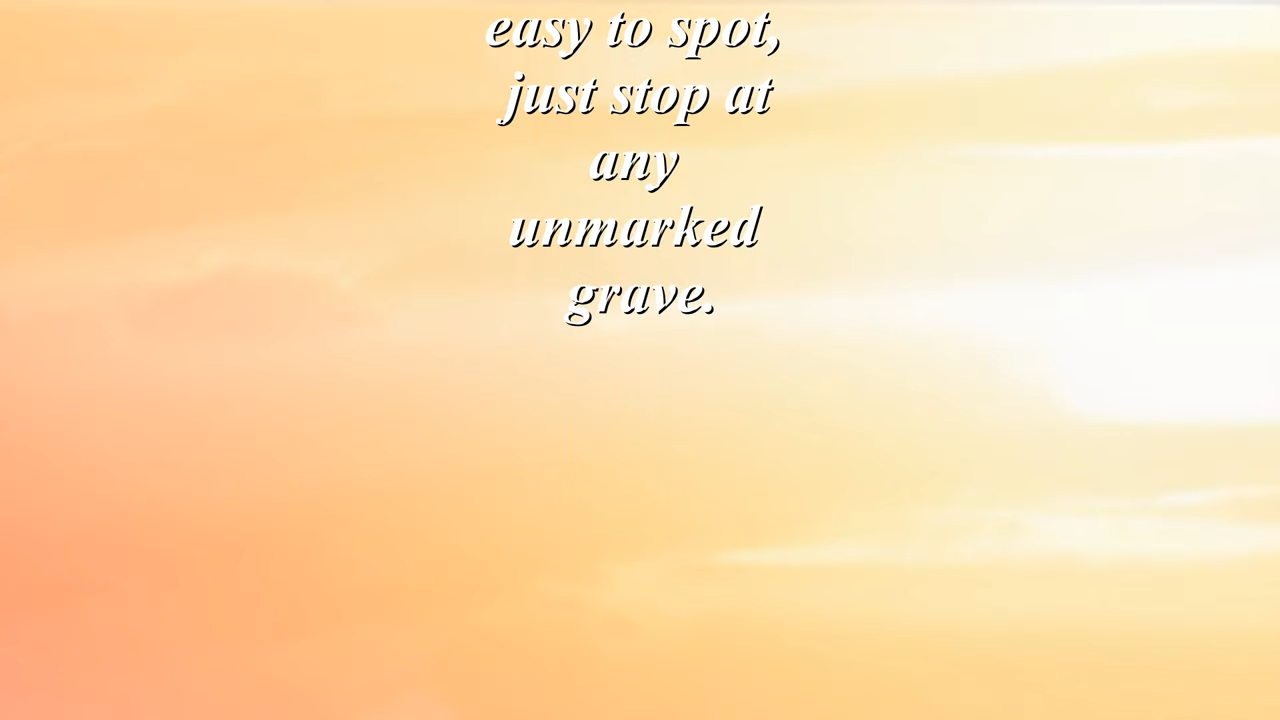 easy to spot,
just stop at
any
unmarked
grave.